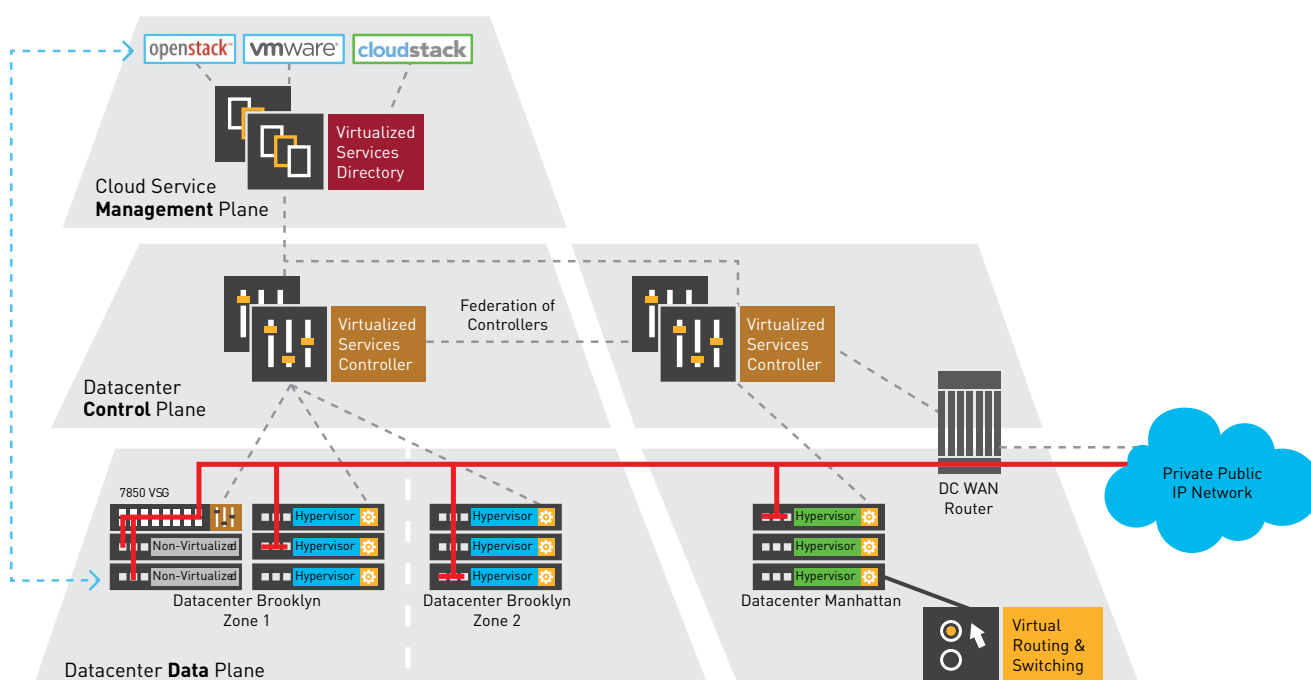 openstack™
vmware®
cloudstack
Virtualized
Services
Directory
Cloud Service
Management Plane
Federation of
Controllers
Virtualized
Services
Controller
Virtualized
Services
Controller
Datacenter
Control Plane
7850 VSG
Non-Virtualized
Non-Virtualized
Hypervisor
Hypervisor
Hypervisor
Datacenter Brooklyn
Zone 1
Hypervisor
Hypervisor
Hypervisor
Datacenter Brooklyn
Zone 2
Hypervisor
Hypervisor
Hypervisor
Datacenter Manhattan
DC WAN
Router
Private Public
IP Network
Virtual
Routing &
Switching
Datacenter Data Plane